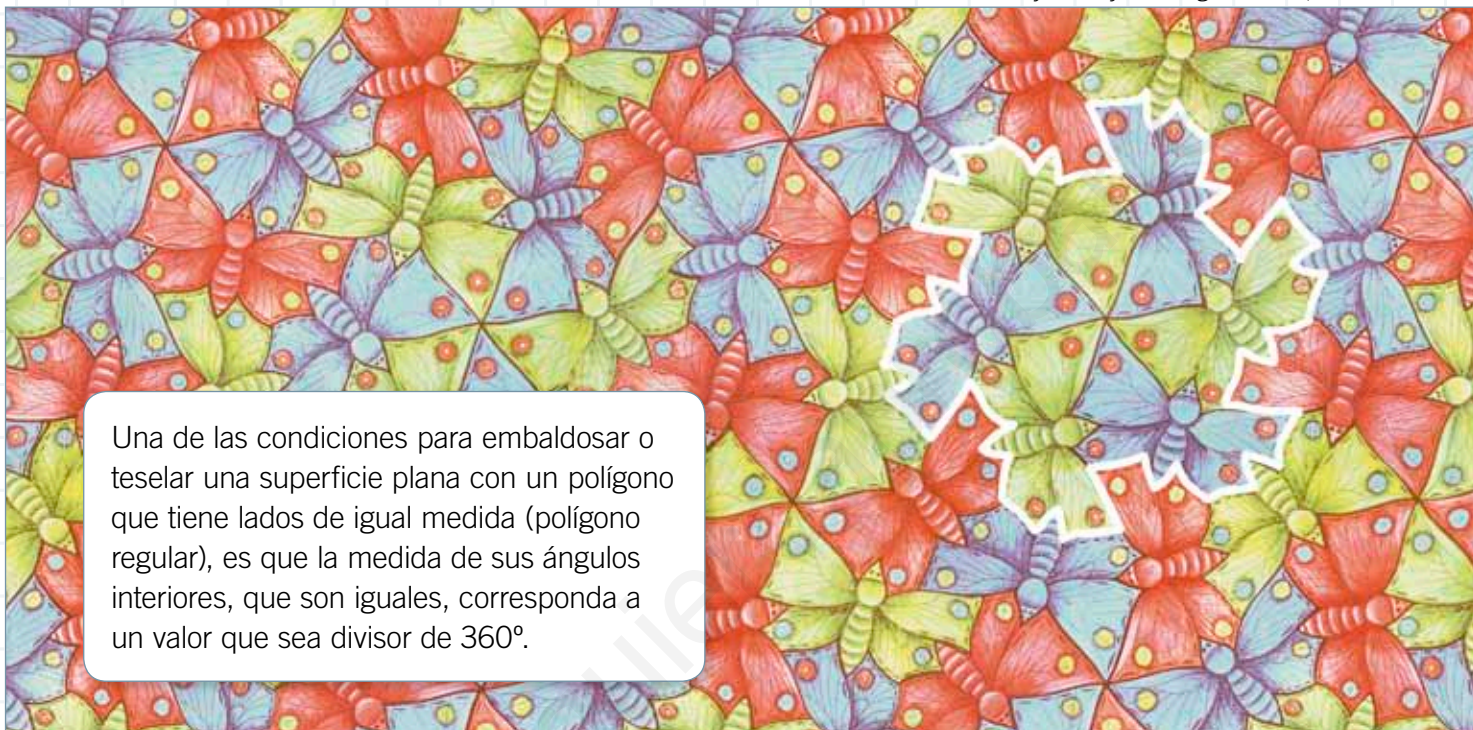 Una de las condiciones para embaldosar o
teselar una superficie plana con un polígono
que tiene lados de igual medida (polígono
regular), es que la medida de sus ángulos
interiores, que son iguales, corresponda a
un valor que sea divisor de 360º.